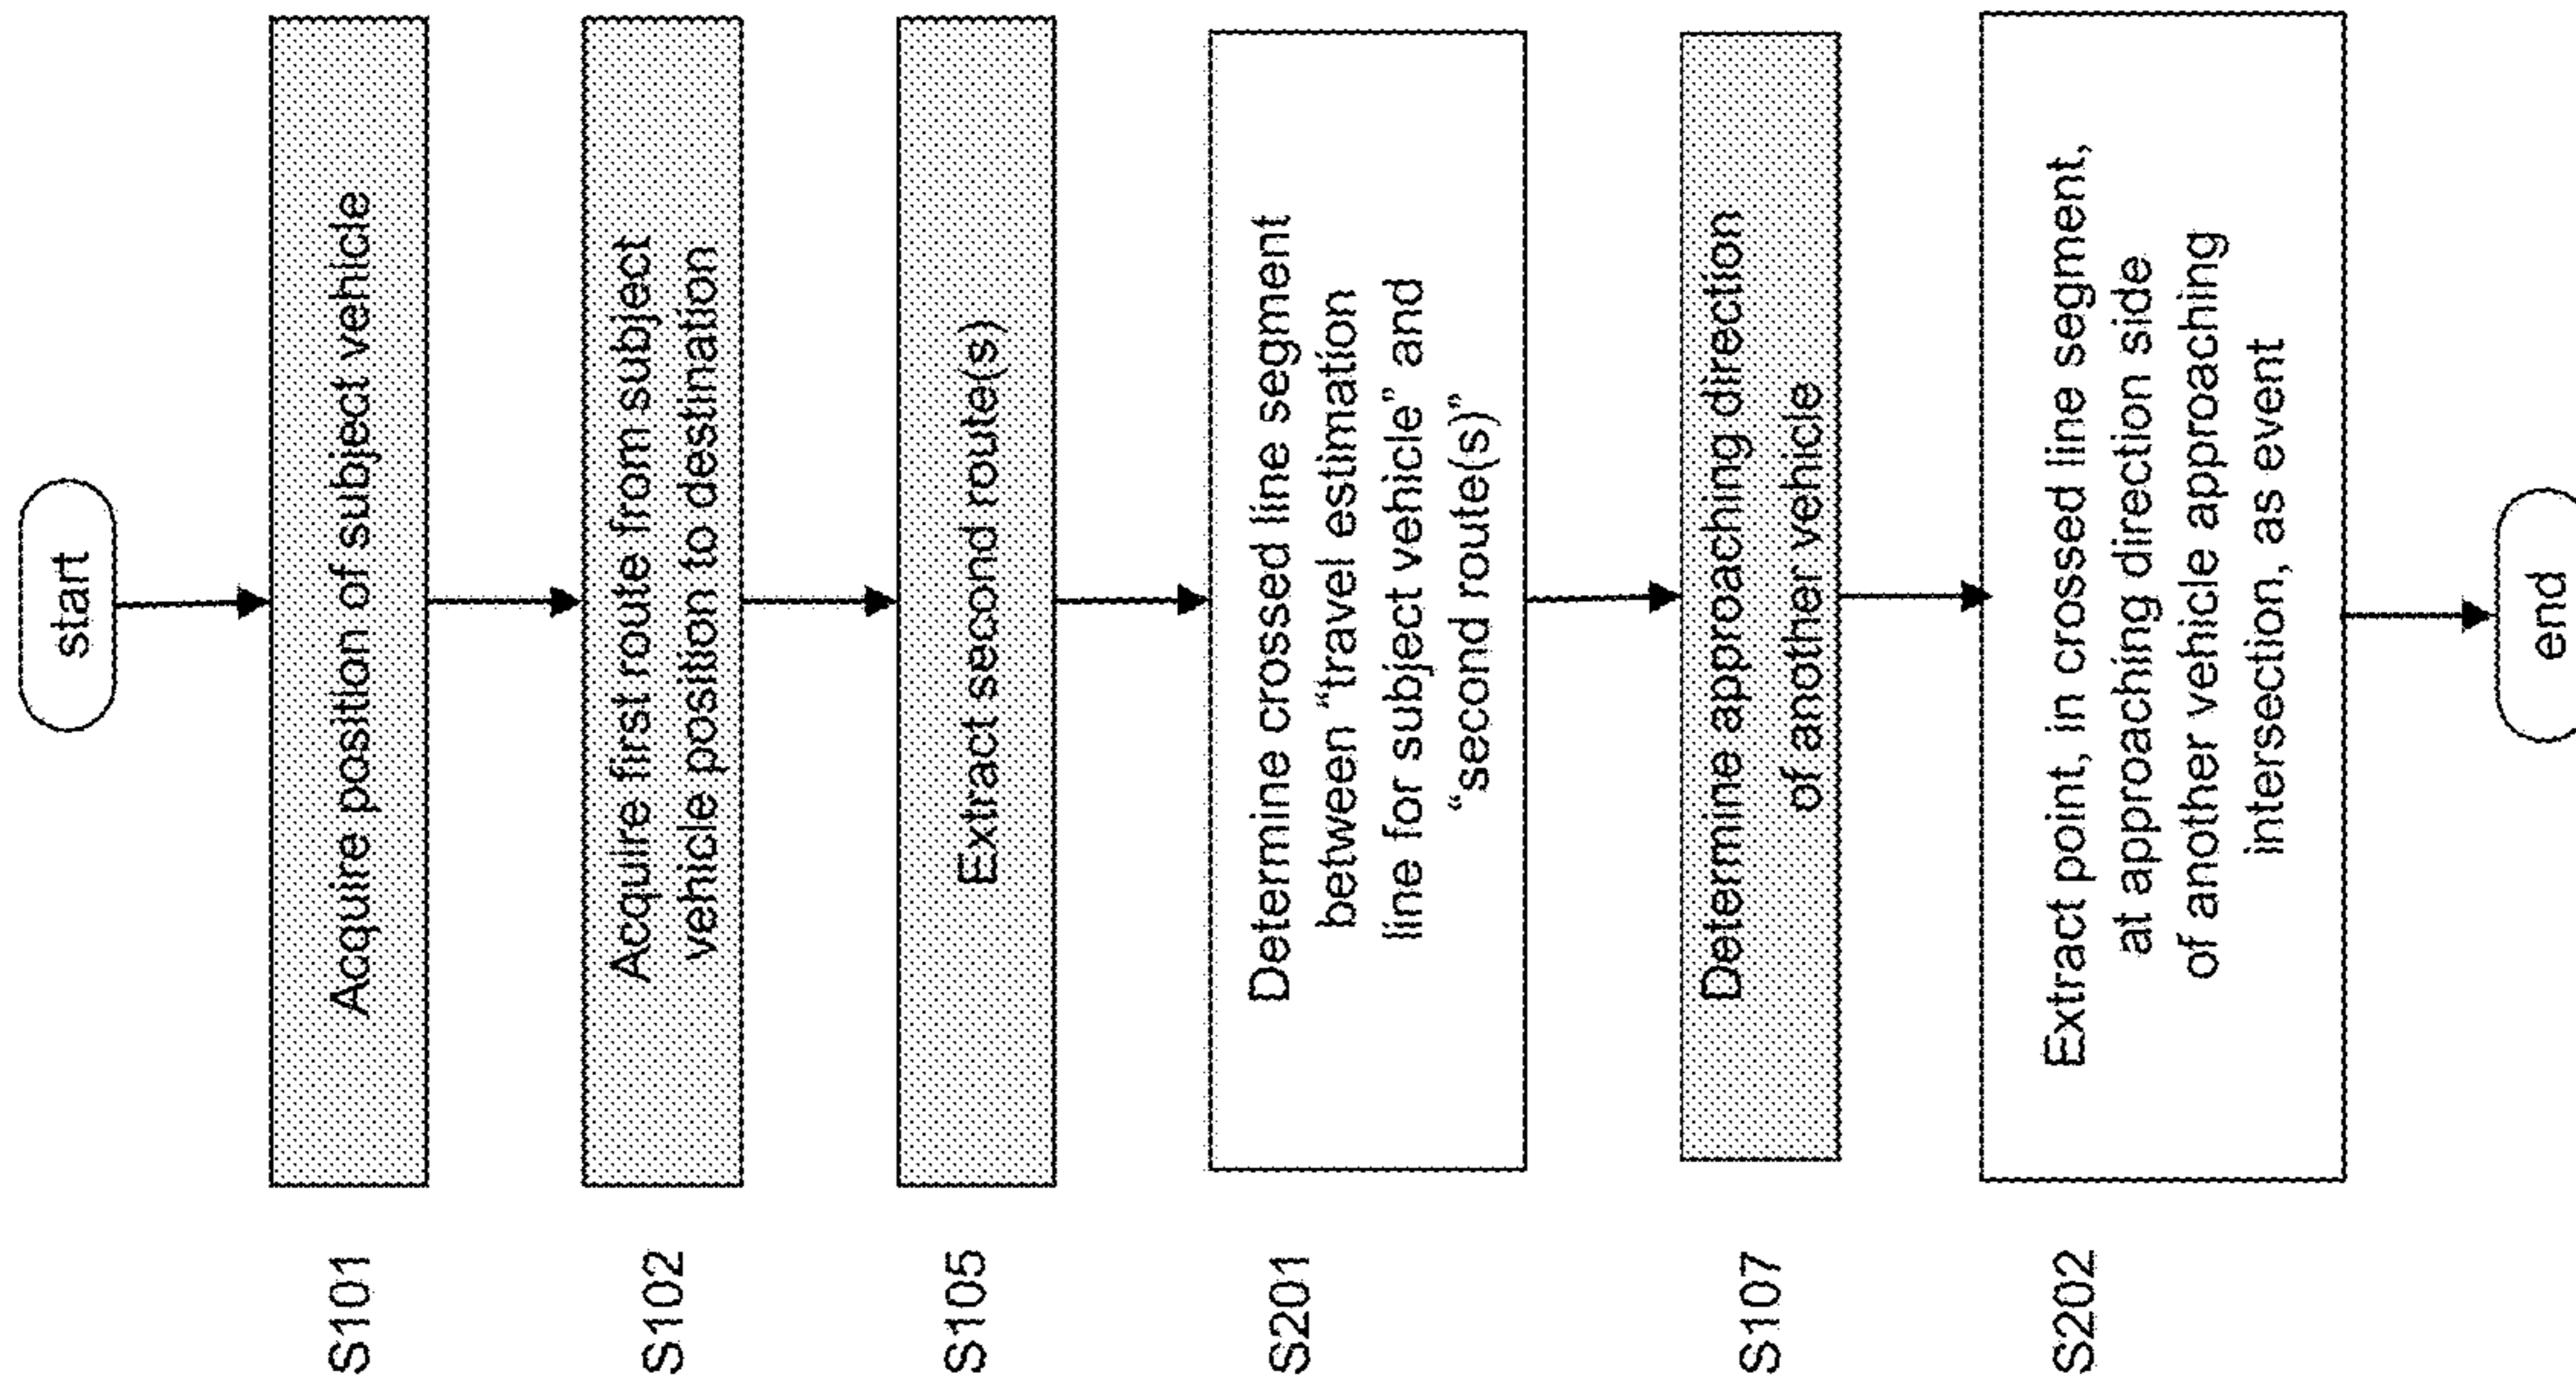 start
S101
Acquire position of subject vehicle
S102
Acquire first route from subject
vehicle position to destination
S105
Extract second route(s)
S201
Determine crossed line segment
between “travel estimation
line for subject vehicle” and
“second route(s)”
S107
Determine approaching direction
of another vehicle
S202
Extract point, in crossed line segment,
at approaching direction side
of another vehicle approaching
intersection, as event
end